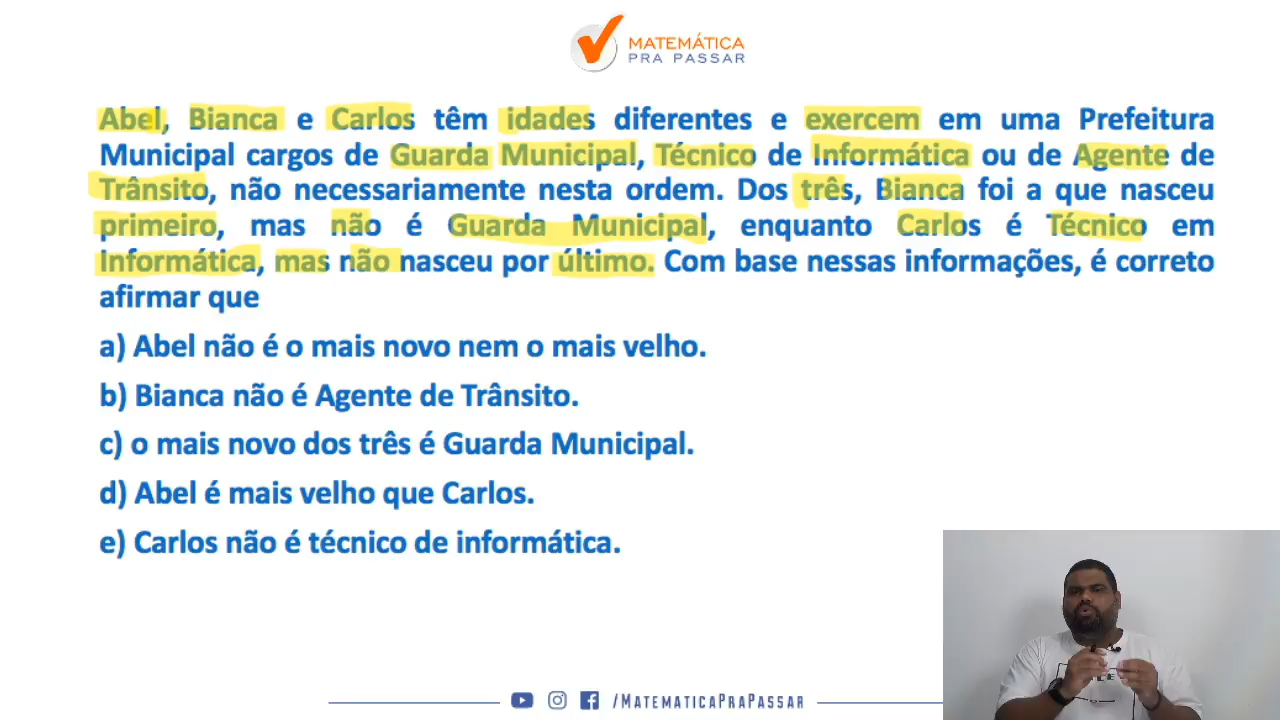 MATEMÁTICA
PRA PASSAR
Abel, Bianca e Carlos têm idades diferentes e exercem em uma Prefeitura
Municipal cargos de Guarda Municipal, Técnico de Informática ou de Agente de
Trânsito, não necessariamente nesta ordem. Dos três, Bianca foi a que nasceu
primeiro, mas não é Guarda Municipal, enquanto Carlos é Técnico em
Informática, mas não nasceu por último. Com base nessas informações, é correto
afirmar que
a) Abel não é o mais novo nem o mais velho.
b) Bianca não é Agente de Trânsito.
c) o mais novo dos três é Guarda Municipal.
d) Abel é mais velho que Carlos.
e) Carlos não é técnico de informática.
/MATEMATICAPRAPASSAR